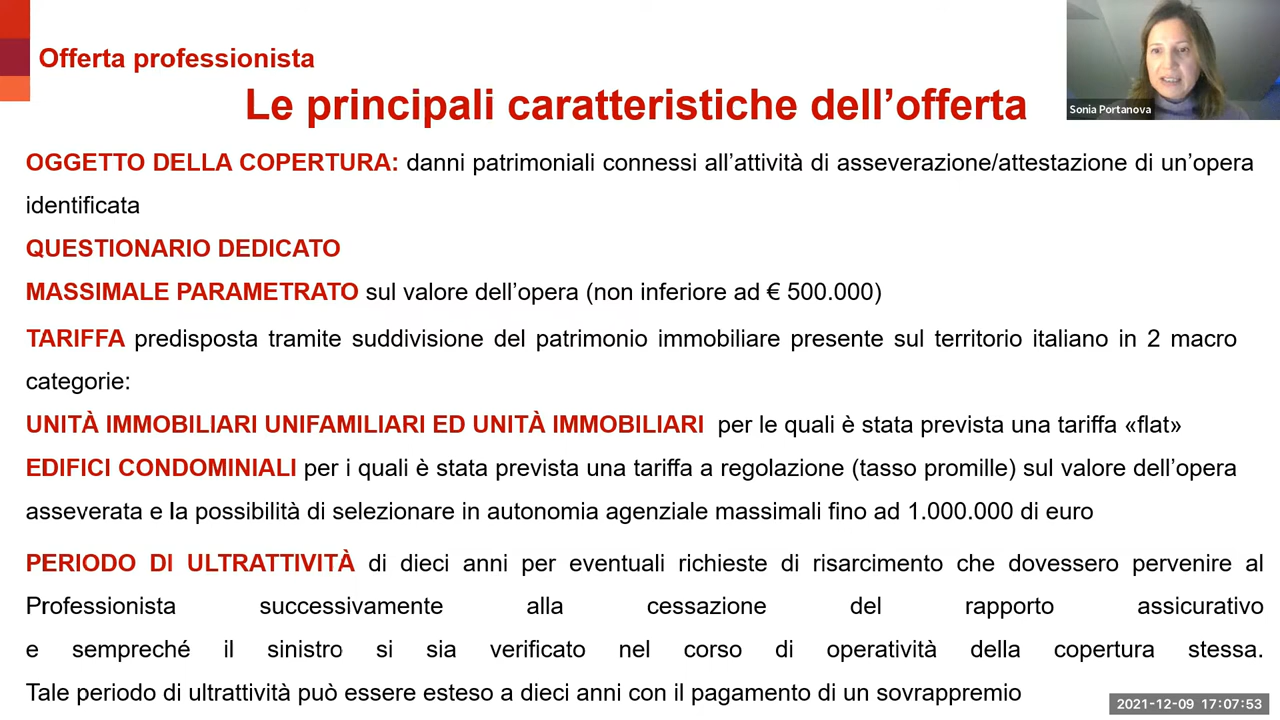 Offerta professionista
Le principali caratteristiche dell’offerta
Sonia Portanova
OGGETTO DELLA COPERTURA: danni patrimoniali connessi all’attività di asseverazione/attestazione di un’opera
identificata
QUESTIONARIO DEDICATO
MASSIMALE PARAMETRATO sul valore dell’opera (non inferiore ad € 500.000)
TARIFFA predisposta tramite suddivisione del patrimonio immobiliare presente sul territorio italiano in 2 macro
categorie:
UNITÀ IMMOBILIARI UNIFAMILIARI ED UNITÀ IMMOBILIARI per le quali è stata prevista una tariffa «flat»
EDIFICI CONDOMINIALI per i quali è stata prevista una tariffa a regolazione (tasso promille) sul valore dell’opera
asseverata e la possibilità di selezionare in autonomia agenziale massimali fino ad 1.000.000 di euro
PERIODO DI ULTRATTIVITÀ di dieci anni per eventuali richieste di risarcimento che dovessero pervenire al
Professionista successivamente alla cessazione del rapporto assicurativo
e sempreché il sinistro si sia verificato nel corso di operatività della copertura stessa.
Tale periodo di ultrattività può essere esteso a dieci anni con il pagamento di un sovrappremio
2021-12-09 17:07:53